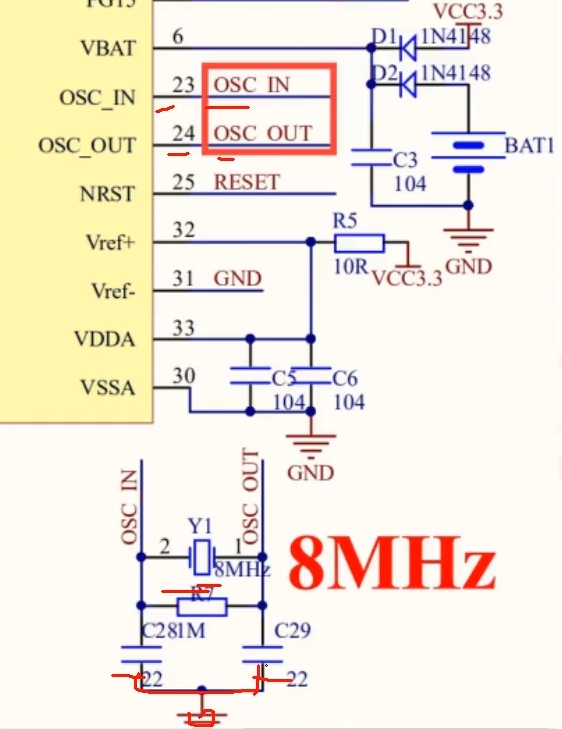 PG15
VCC3.3
VBAT 6 D1 1N4148
D2 1N4148
OSC_IN 23 OSC IN
OSC_OUT 24 OSC OUT
BAT1
C3
104
NRST 25 RESET
R5
Vref+ 32
10R VCC3.3 GND
Vref- 31 GND
VDDA 33
C5 C6
VSSA 30 104 104
GND
OSC IN OSC OUT
Y1
2 1
8MHz
8MHz
R7
C28 1M C29
22 22